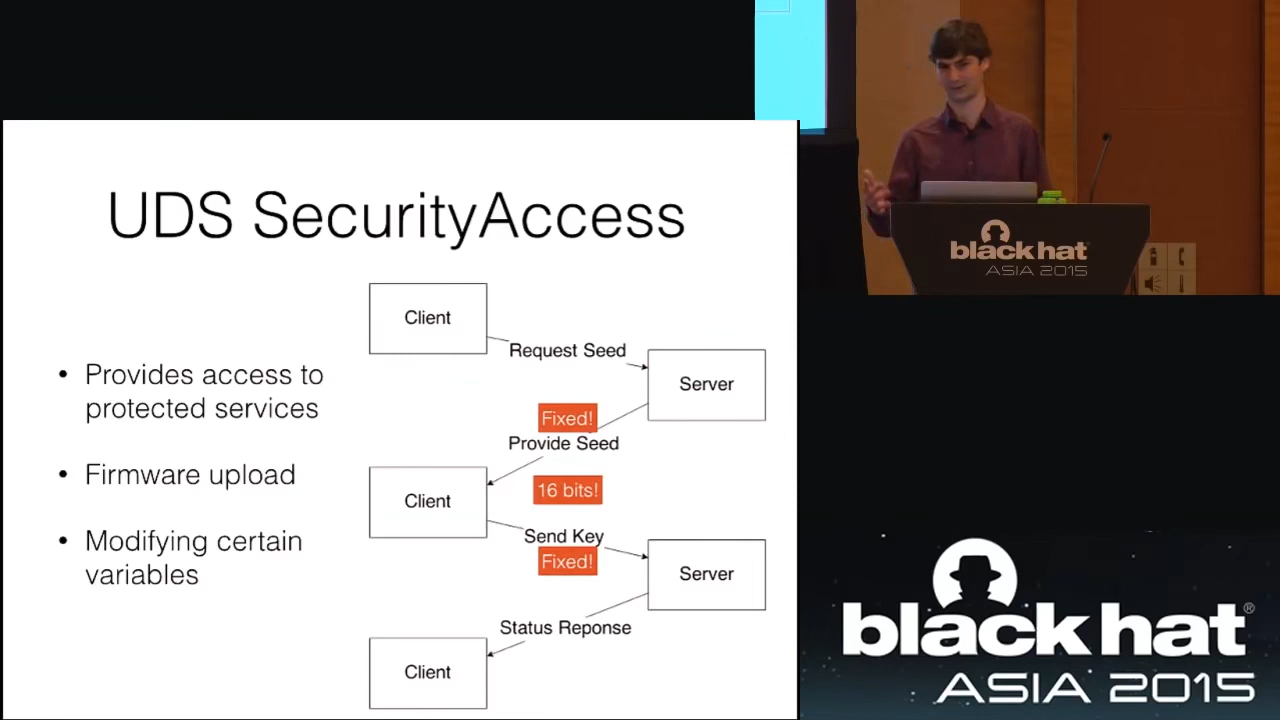 UDS SecurityAccess
• Provides access to
protected services
• Firmware upload
• Modifying certain
variables
Client
Request Seed
Server
Fixed!
Provide Seed
16 bits!
Client
Send Key
Fixed!
Server
Status Reponse
Client
black hat
ASIA 2015
black hat®
ASIA 2015